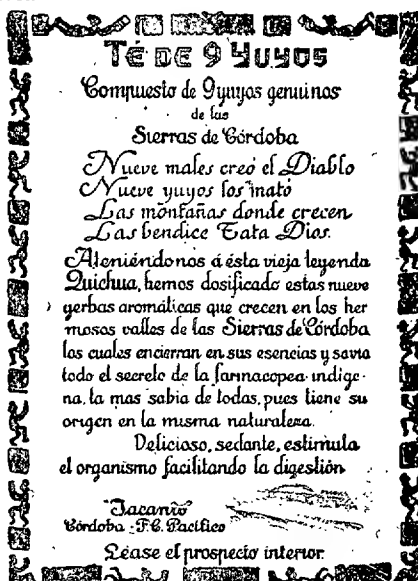 TÉ DE 9 YUYOS
Compuesto de 9 yuyos genuinos
de las
Sierras de Córdoba
Nueve males creó el Diablo
Nueve yuyos los mató
Las montañas donde crecen
Las bendice Tata Dios.
Ateniéndonos á ésta vieja leyenda
Quichua, hemos dosificado estas nueve
yerbas aromáticas que crecen en los her
mosos valles de las Sierras de Córdoba
los cuales encierran en sus esencias y savia
todo el secreto de la farmacopea indíge-
na, la mas sabia de todas, pues tiene su
origen en la misma naturaleza.
Delicioso, sedante, estimula
el organismo facilitando la digestión
Córdoba - F.C. Pacífico
Léase el prospecto interior.